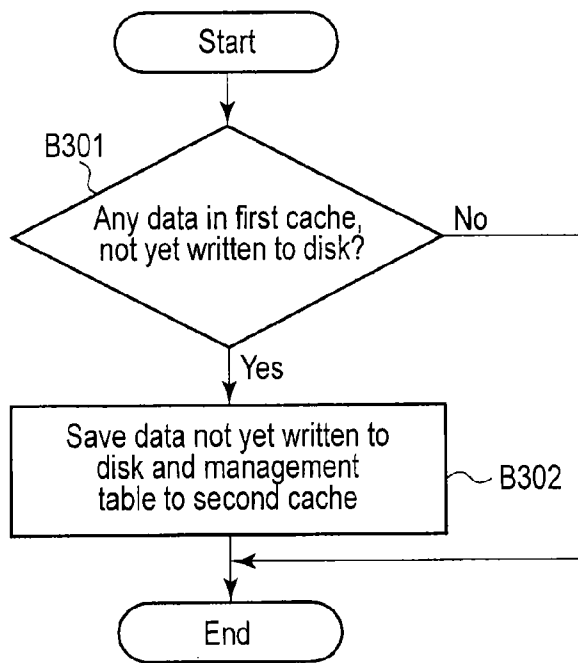 Start
B301
Any data in first cache,
not yet written to disk?
No
Yes
Save data not yet written to
disk and management
table to second cache
B302
End